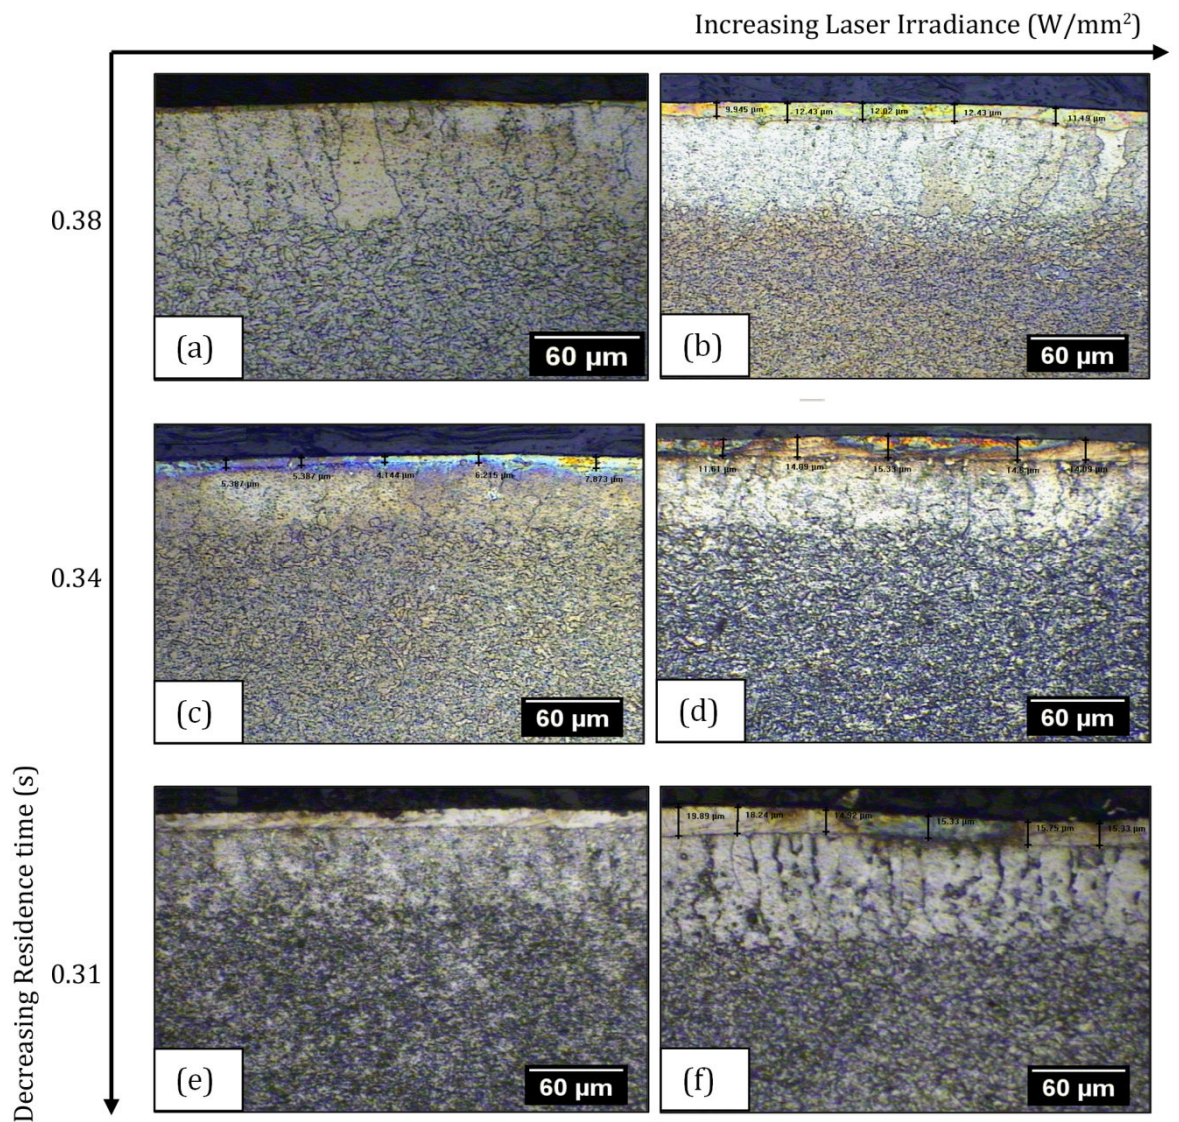 Increasing Laser Irradiance (W/mm²)
9.945 µm
12.43 µm
12.02 µm
12.43 µm
11.49 µm
0.38
(a)
60 µm
(b)
60 µm
5.387 µm
5.387 µm
4.144 µm
6.215 µm
7.873 µm
11.61 µm
14.09 µm
15.33 µm
14.09 µm
0.34
(c)
60 µm
(d)
60 µm
19.89 µm
18.24 µm
14.92 µm
15.33 µm
15.75 µm
15.33 µm
0.31
Decreasing Residence time (s)
(e)
60 µm
(f)
60 µm